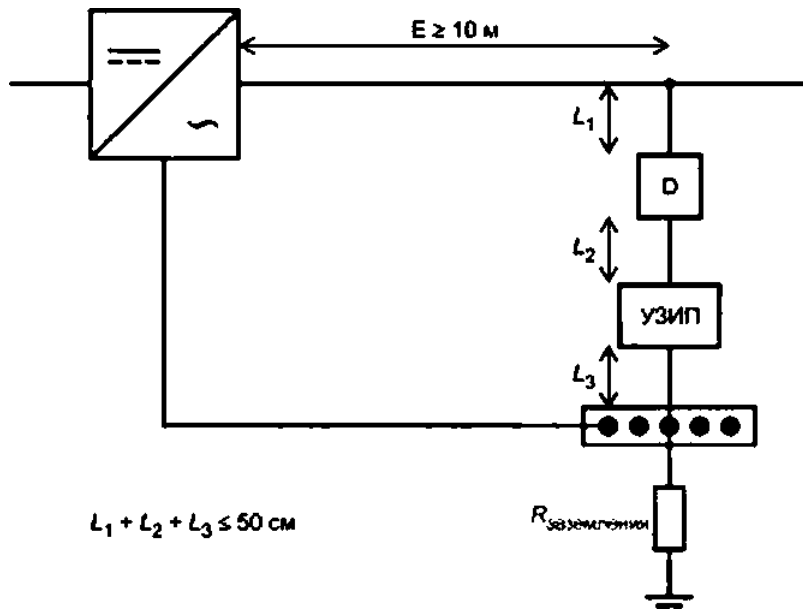 E ≥ 10 м
L1
D
L2
УЗИП
L3
L1 + L2 + L3 ≤ 50 см
Rзаземления